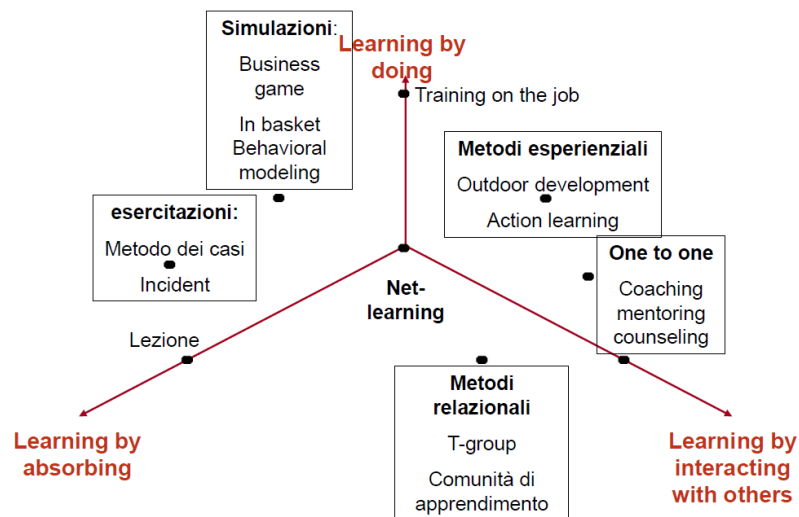 Simulazioni:
Business
game
In basket
Behavioral
modeling
Learning by
doing
Training on the job
Metodi esperienziali
Outdoor development
Action learning
esercitazioni:
Metodo dei casi
Incident
One to one
Coaching
mentoring
counseling
Net-
learning
Lezione
Metodi
relazionali
T-group
Comunità di
apprendimento
Learning by
absorbing
Learning by
interacting
with others